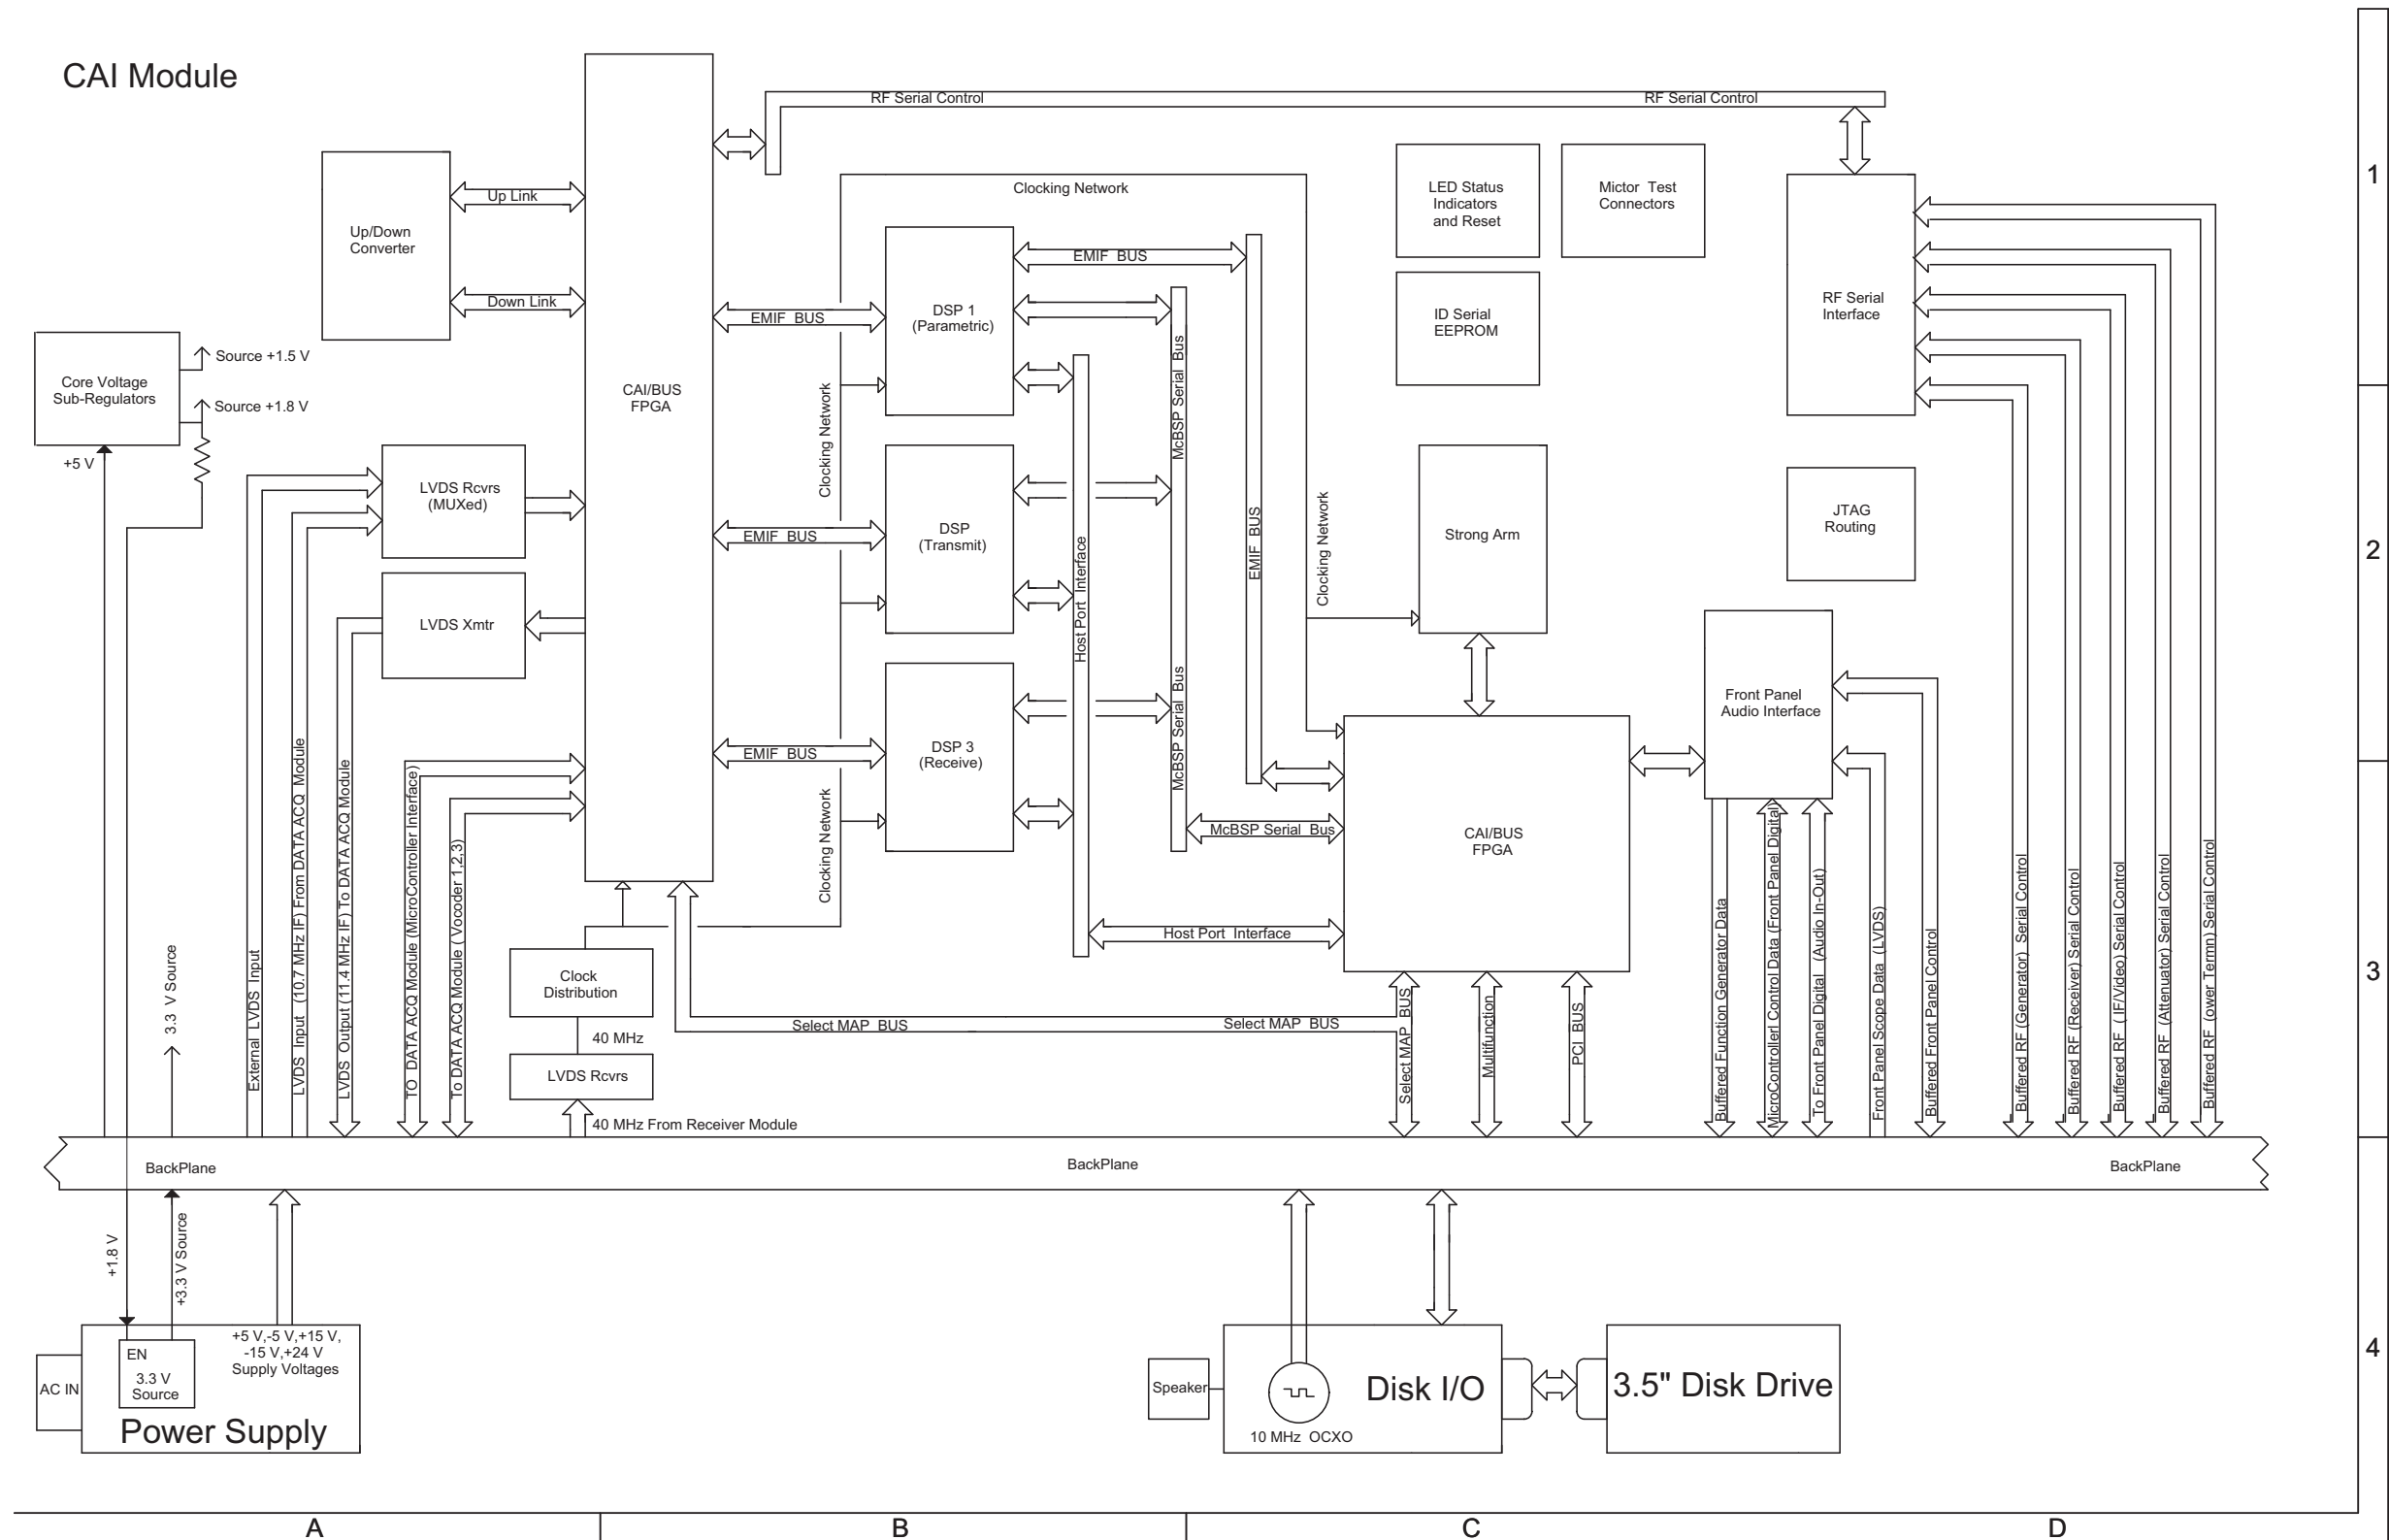 CAI Module
RF Serial Control
RF Serial Control
1
Up/Down
Converter
Up Link
Down Link
Clocking Network
LED Status
Indicators
and Reset
Mictor  Test
Connectors
ID Serial
EEPROM
RF Serial
Interface
DSP 1
(Parametric)
EMIF  BUS
EMIF  BUS
Core Voltage
Sub-Regulators
Source +1.5 V
Source +1.8 V
+5 V
CAI/BUS
FPGA
Clocking Network
McBSP Serial  Bus
LVDS Rcvrs
(MUXed)
LVDS Xmtr
EMIF  BUS
DSP
(Transmit)
Host Port  Interface
EMIF  BUS
Clocking Network
Strong Arm
JTAG
Routing
2
Front Panel
Audio Interface
DSP 3
(Receive)
EMIF  BUS
McBSP Serial  Bus
Clocking Network
McBSP Serial  Bus
CAI/BUS
FPGA
Host Port  Interface
3.3  V Source
External  LVDS  Input
LVDS  Input   (10.7 MHz IF) From DATA ACQ  Module
LVDS  Output (11.4 MHz IF) To DATA ACQ Module
TO  DATA ACQ Module (MicroController Interface)
To DATA ACQ Module ( Vocoder 1,2,3)
Clock
Distribution
40 MHz
LVDS Rcvrs
40 MHz From Receiver Module
Select MAP  BUS
Select MAP  BUS
Select MAP  BUS
Multifunction
PCI  BUS
Buffered Function Generator Data
MicroControllerl Control Data (Front Panel Digital)
To Front Panel Digital   (Audio In-Out)
Front Panel Scope Data  (LVDS)
Buffered Front Panel Control
Buffered RF (Generator)  Serial Control
Buffered RF (Receiver) Serial Control
Buffered RF  ( IF/Video) Serial Control
Buffered RF  (Attenuator) Serial Control
Buffered RF  (ower Termn) Serial Control
3
BackPlane
BackPlane
BackPlane
+1.8 V
+3.3 V Source
+5 V,-5 V,+15 V,
-15 V,+24 V
Supply Voltages
EN
3.3 V
Source
AC IN
Power Supply
Speaker
10 MHz  OCXO
Disk I/O
3.5" Disk Drive
4
A
B
C
D